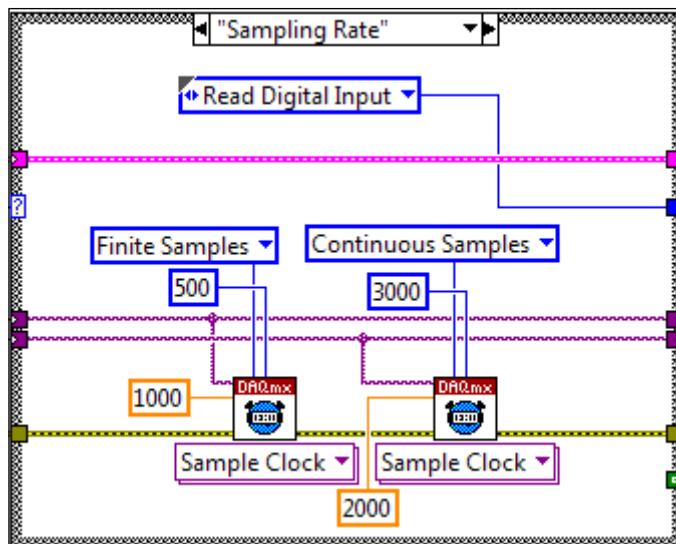 "Sampling Rate"
Read Digital Input
?
Finite Samples
Continuous Samples
500
3000
DAQmx
DAQmx
1000
Sample Clock
Sample Clock
2000